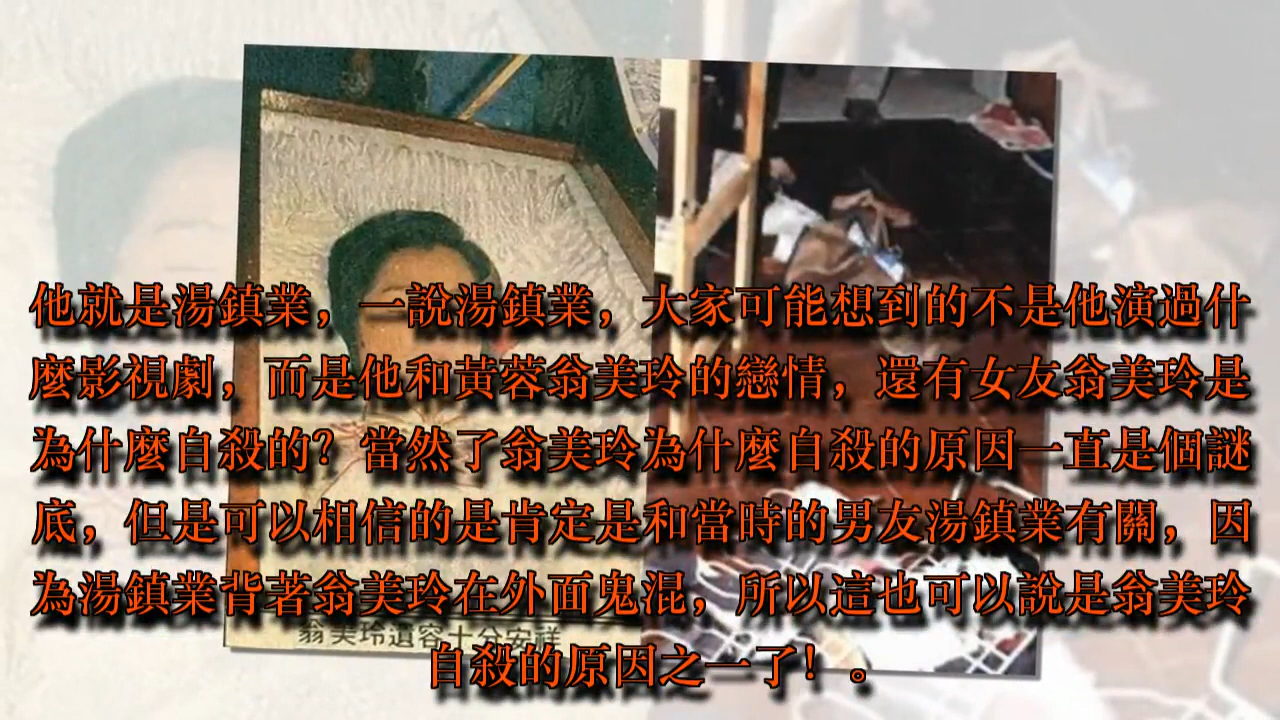 他就是湯鎮業，一說湯鎮業，大家可能想到的不是他演過什
麼影視劇，而是他和黃蓉翁美玲的戀情，還有女友翁美玲是
為什麼自殺的？當然了翁美玲為什麼自殺的原因一直是個謎
底，但是可以相信的是肯定是和當時的男友湯鎮業有關，因
為湯鎮業背著翁美玲在外面鬼混，所以這也可以說是翁美玲
翁美玲遺容十分安祥
自殺的原因之一了！。